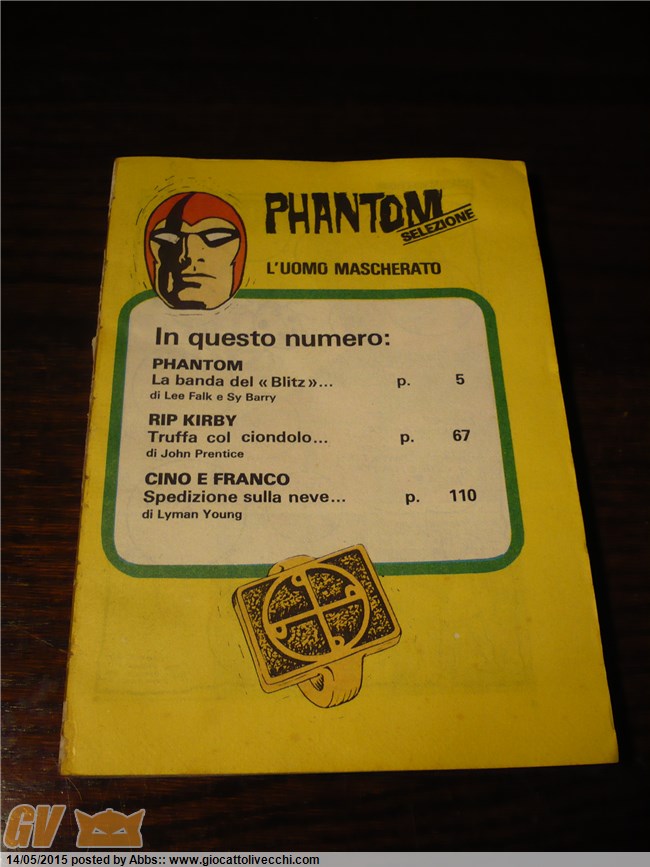 PHANTOM
SELEZIONE
L'UOMO MASCHERATO
In questo numero:
PHANTOM
La banda del «Blitz»... p. 5
di Lee Falk e Sy Barry
RIP KIRBY
Truffa col ciondolo... p. 67
di John Prentice
CINO E FRANCO
Spedizione sulla neve... p. 110
di Lyman Young
GV
14/05/2015 posted by Abbs:: www.giocattolivecchi.com